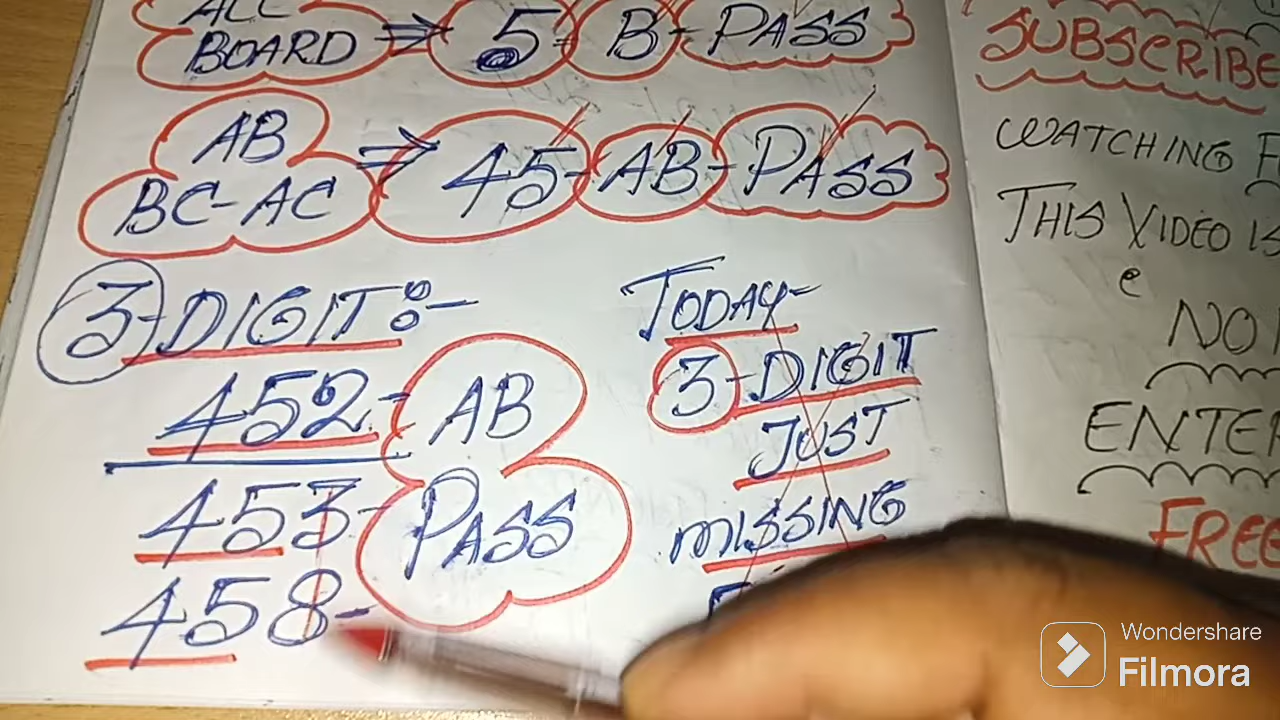 ALL
BOARD ⇒ 5 - B - PASS
AB
BC-AC ⇒ 45 - AB - PASS
3-DIGIT:-
452-
453-
458-
AB
PASS
TODAY-
3-DIGIT
JUST
MISSING
SUBSCRIBE
WATCHING
THIS VIDEO IS
e
NO
ENTER
FREE
Wondershare
Filmora